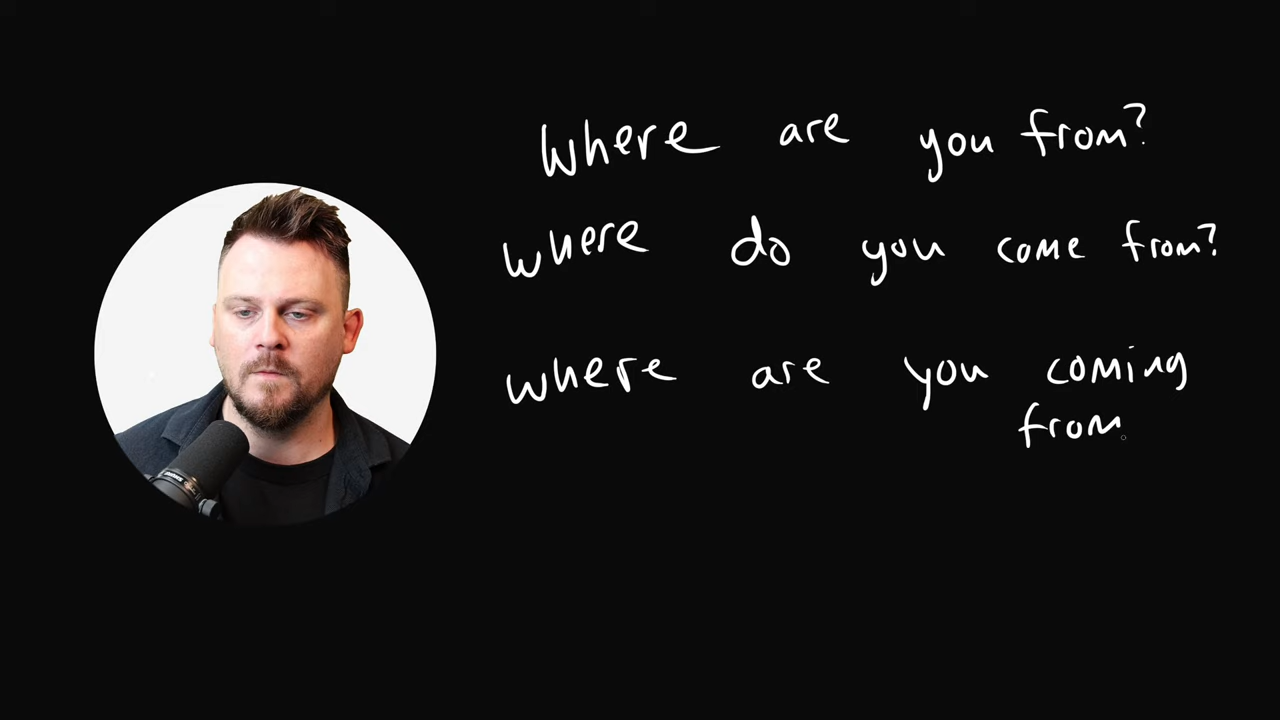 Where are you from?
where do you come from?
where are you coming
from